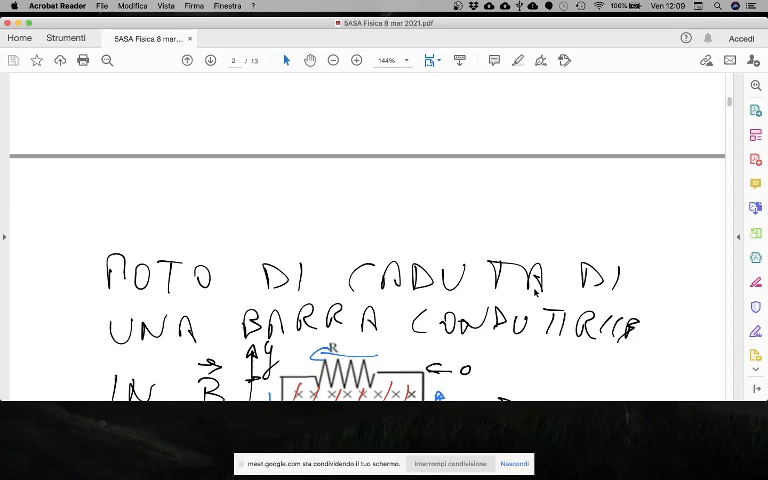 Acrobat Reader File Modifica Vista Firma Finestra ? 100% Ven 12:09
5ASA Fisica 8 mar 2021.pdf
Home Strumenti 5ASA Fisica 8 mar... × Accedi
2 / 13 144%
MOTO DI CADUTA DI
UNA BARRA CONDUTTRICE
R
IN B y
× × × × × × ×
meet.google.com sta condividendo il tuo schermo. Interrompi condivisione Nascondi